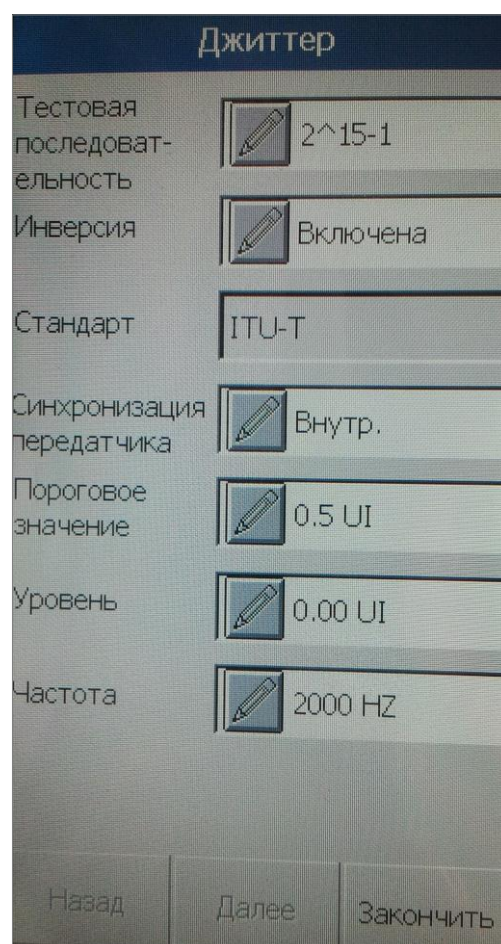 Джиттер
Тестовая
последоват-
ельность
2^15-1
Инверсия
Включена
Стандарт
ITU-T
Синхронизация
передатчика
Внутр.
Пороговое
значение
0.5 UI
Уровень
0.00 UI
Частота
2000 HZ
Назад
Далее
Закончить